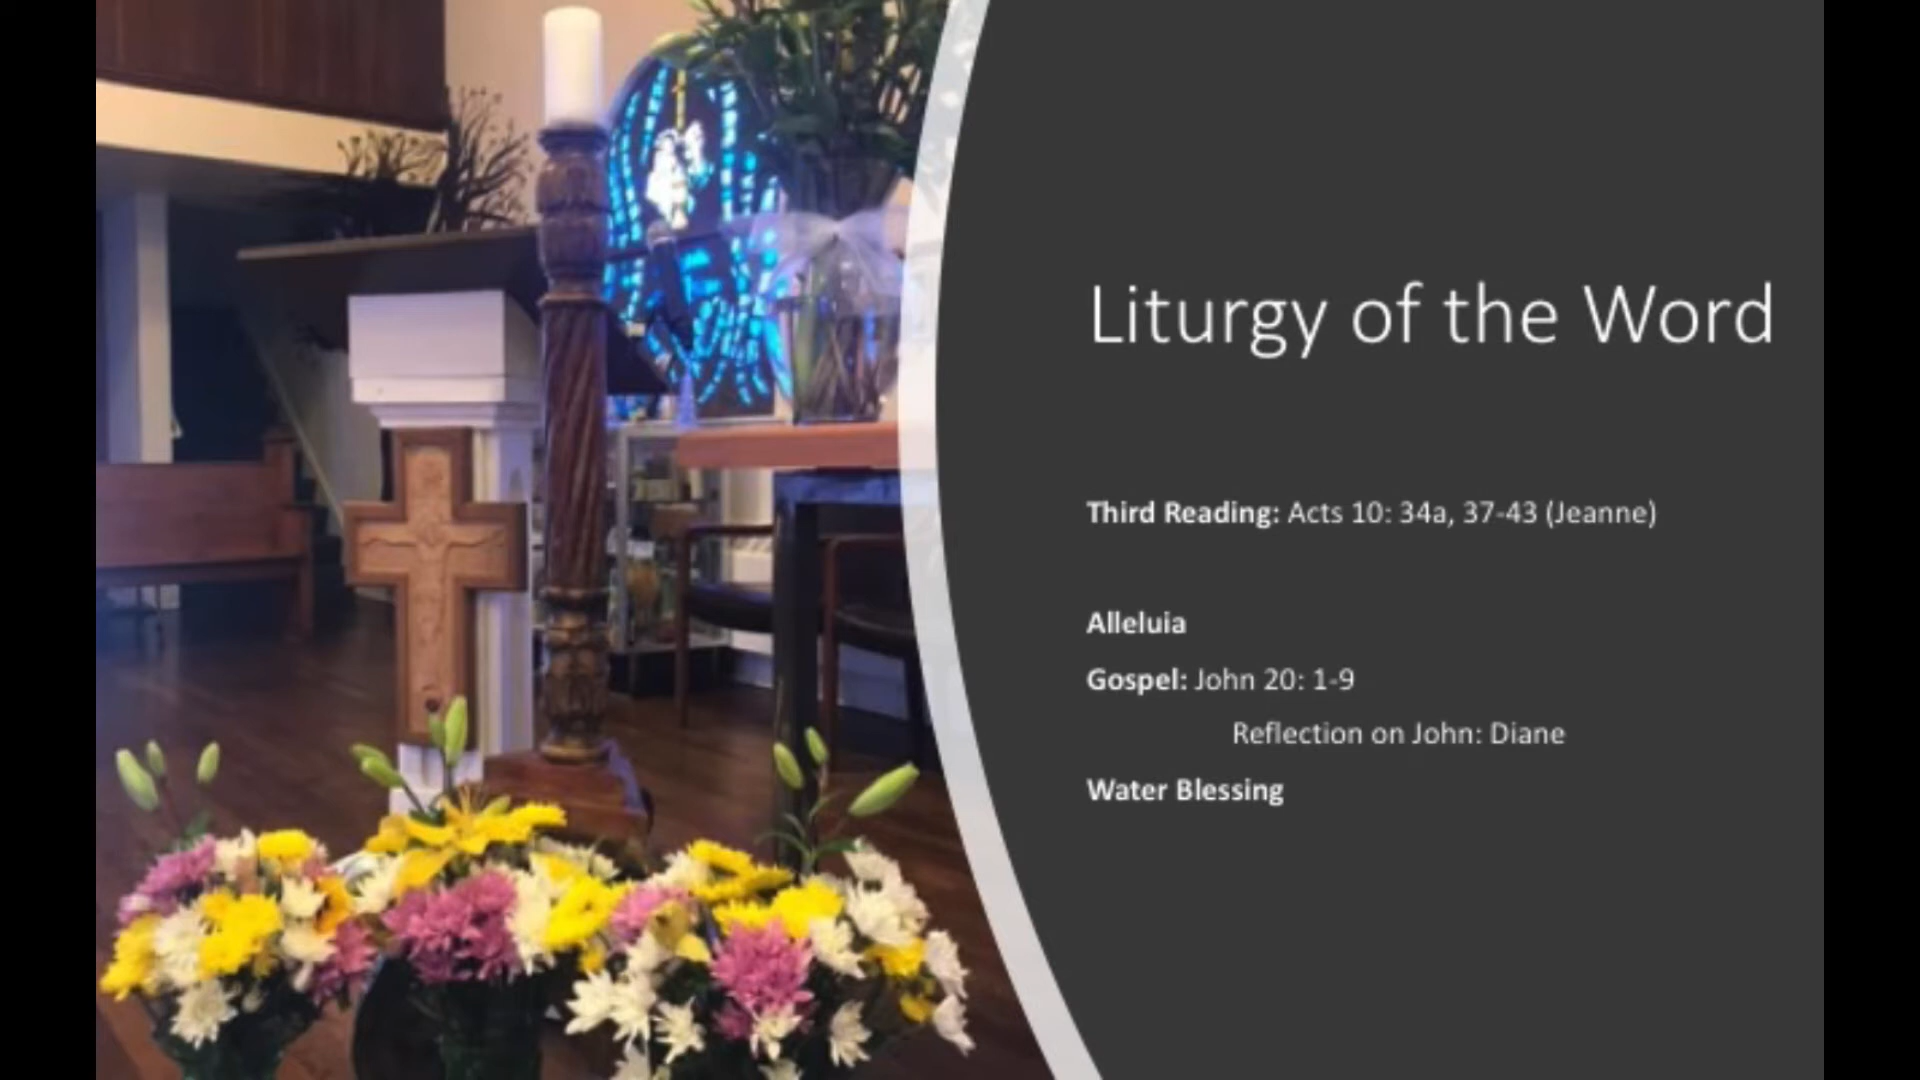 Liturgy of the Word
Third Reading: Acts 10: 34a, 37-43 (Jeanne)
Alleluia
Gospel: John 20: 1-9
Reflection on John: Diane
Water Blessing